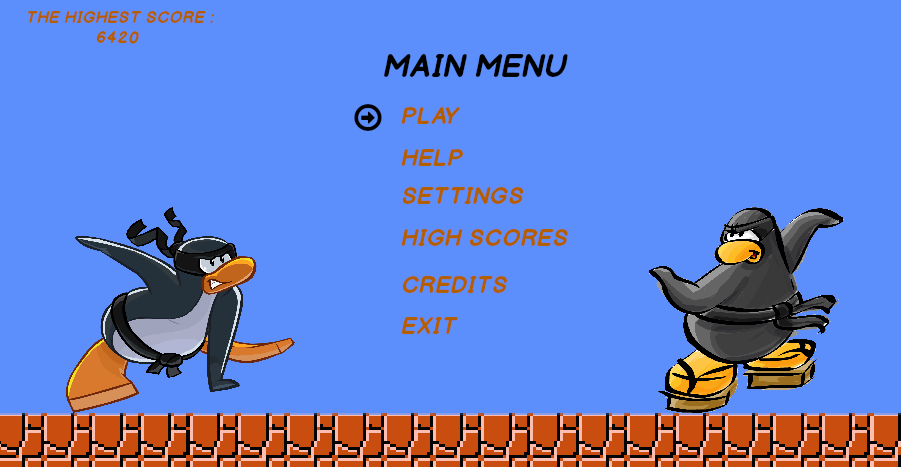 THE HIGHEST SCORE :
6420
MAIN MENU
PLAY
HELP
SETTINGS
HIGH SCORES
CREDITS
EXIT